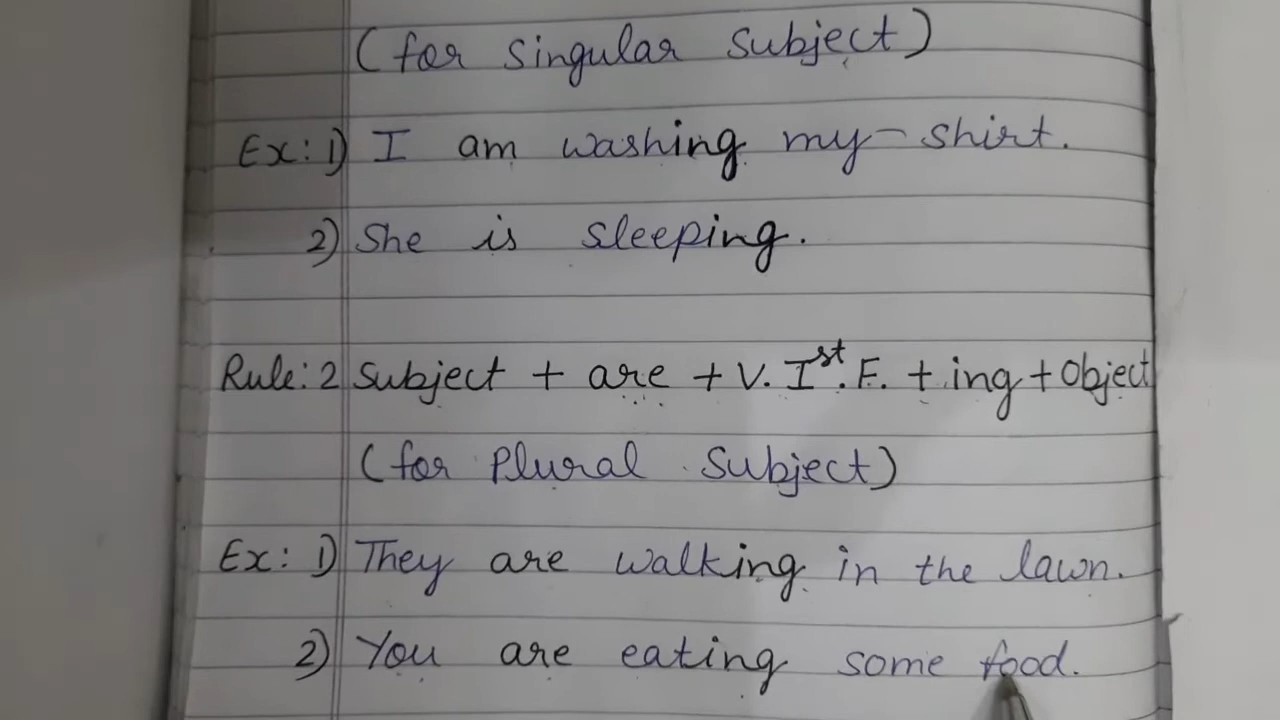 (for singular subject)
Ex: 1) I am washing my shirt.
2) She is sleeping.
Rule: 2 Subject + are + V. Ist. F. + ing + Object
(for Plural Subject)
Ex: 1) They are walking in the lawn.
2) You are eating some food.